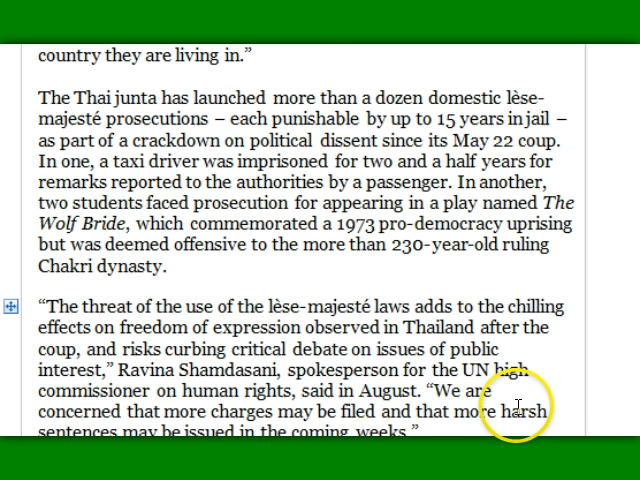 country they are living in.”
The Thai junta has launched more than a dozen domestic lèse-
majesté prosecutions – each punishable by up to 15 years in jail –
as part of a crackdown on political dissent since its May 22 coup.
In one, a taxi driver was imprisoned for two and a half years for
remarks reported to the authorities by a passenger. In another,
two students faced prosecution for appearing in a play named The
Wolf Bride, which commemorated a 1973 pro-democracy uprising
but was deemed offensive to the more than 230-year-old ruling
Chakri dynasty.
“The threat of the use of the lèse-majesté laws adds to the chilling
effects on freedom of expression observed in Thailand after the
coup, and risks curbing critical debate on issues of public
interest,” Ravina Shamdasani, spokesperson for the UN high
commissioner on human rights, said in August. “We are
concerned that more charges may be filed and that more harsh
sentences may be issued in the coming weeks.”